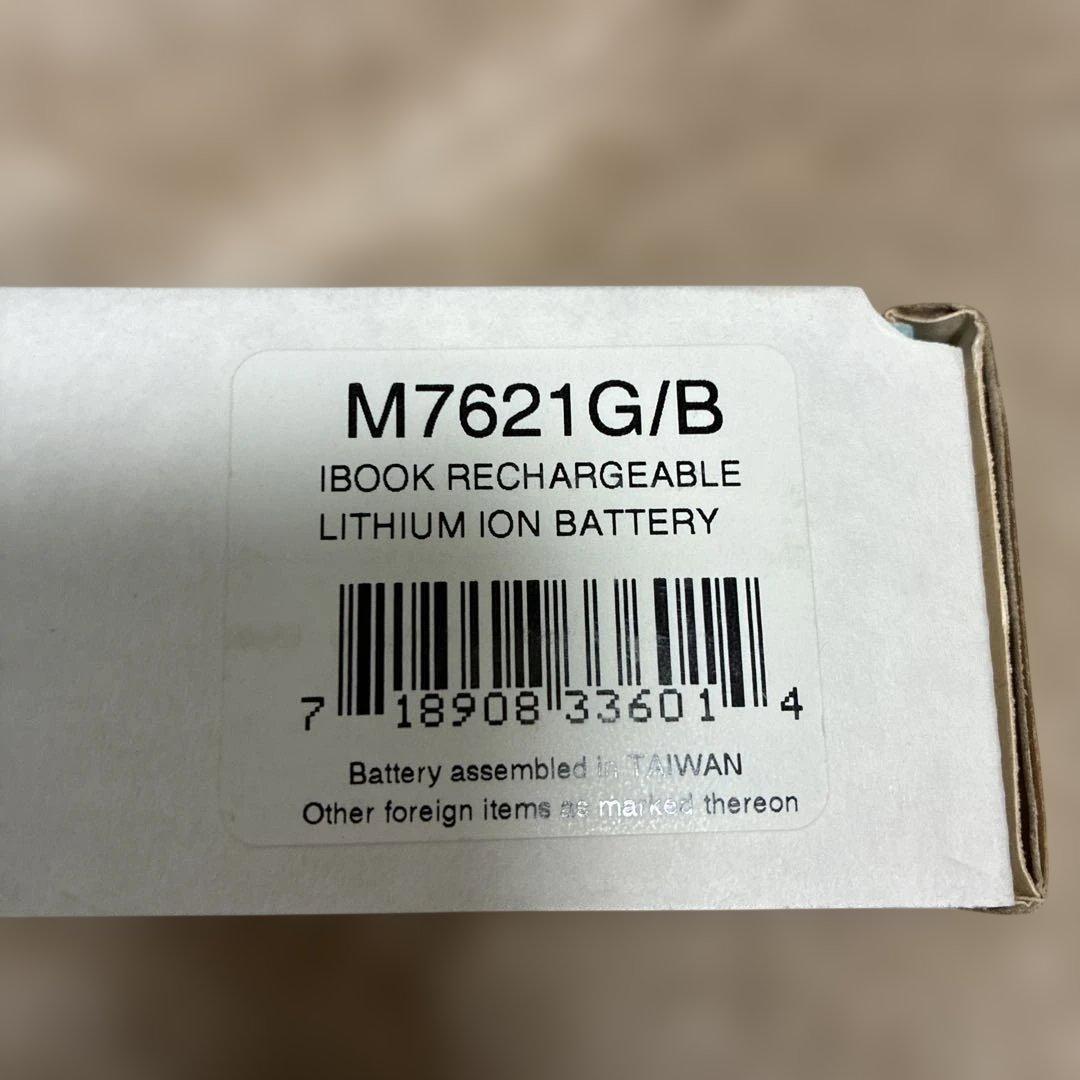 M7621G/B
IBOOK RECHARGEABLE
LITHIUM ION BATTERY
7 18908 33601 4
Battery assembled in TAIWAN
Other foreign items as marked thereon